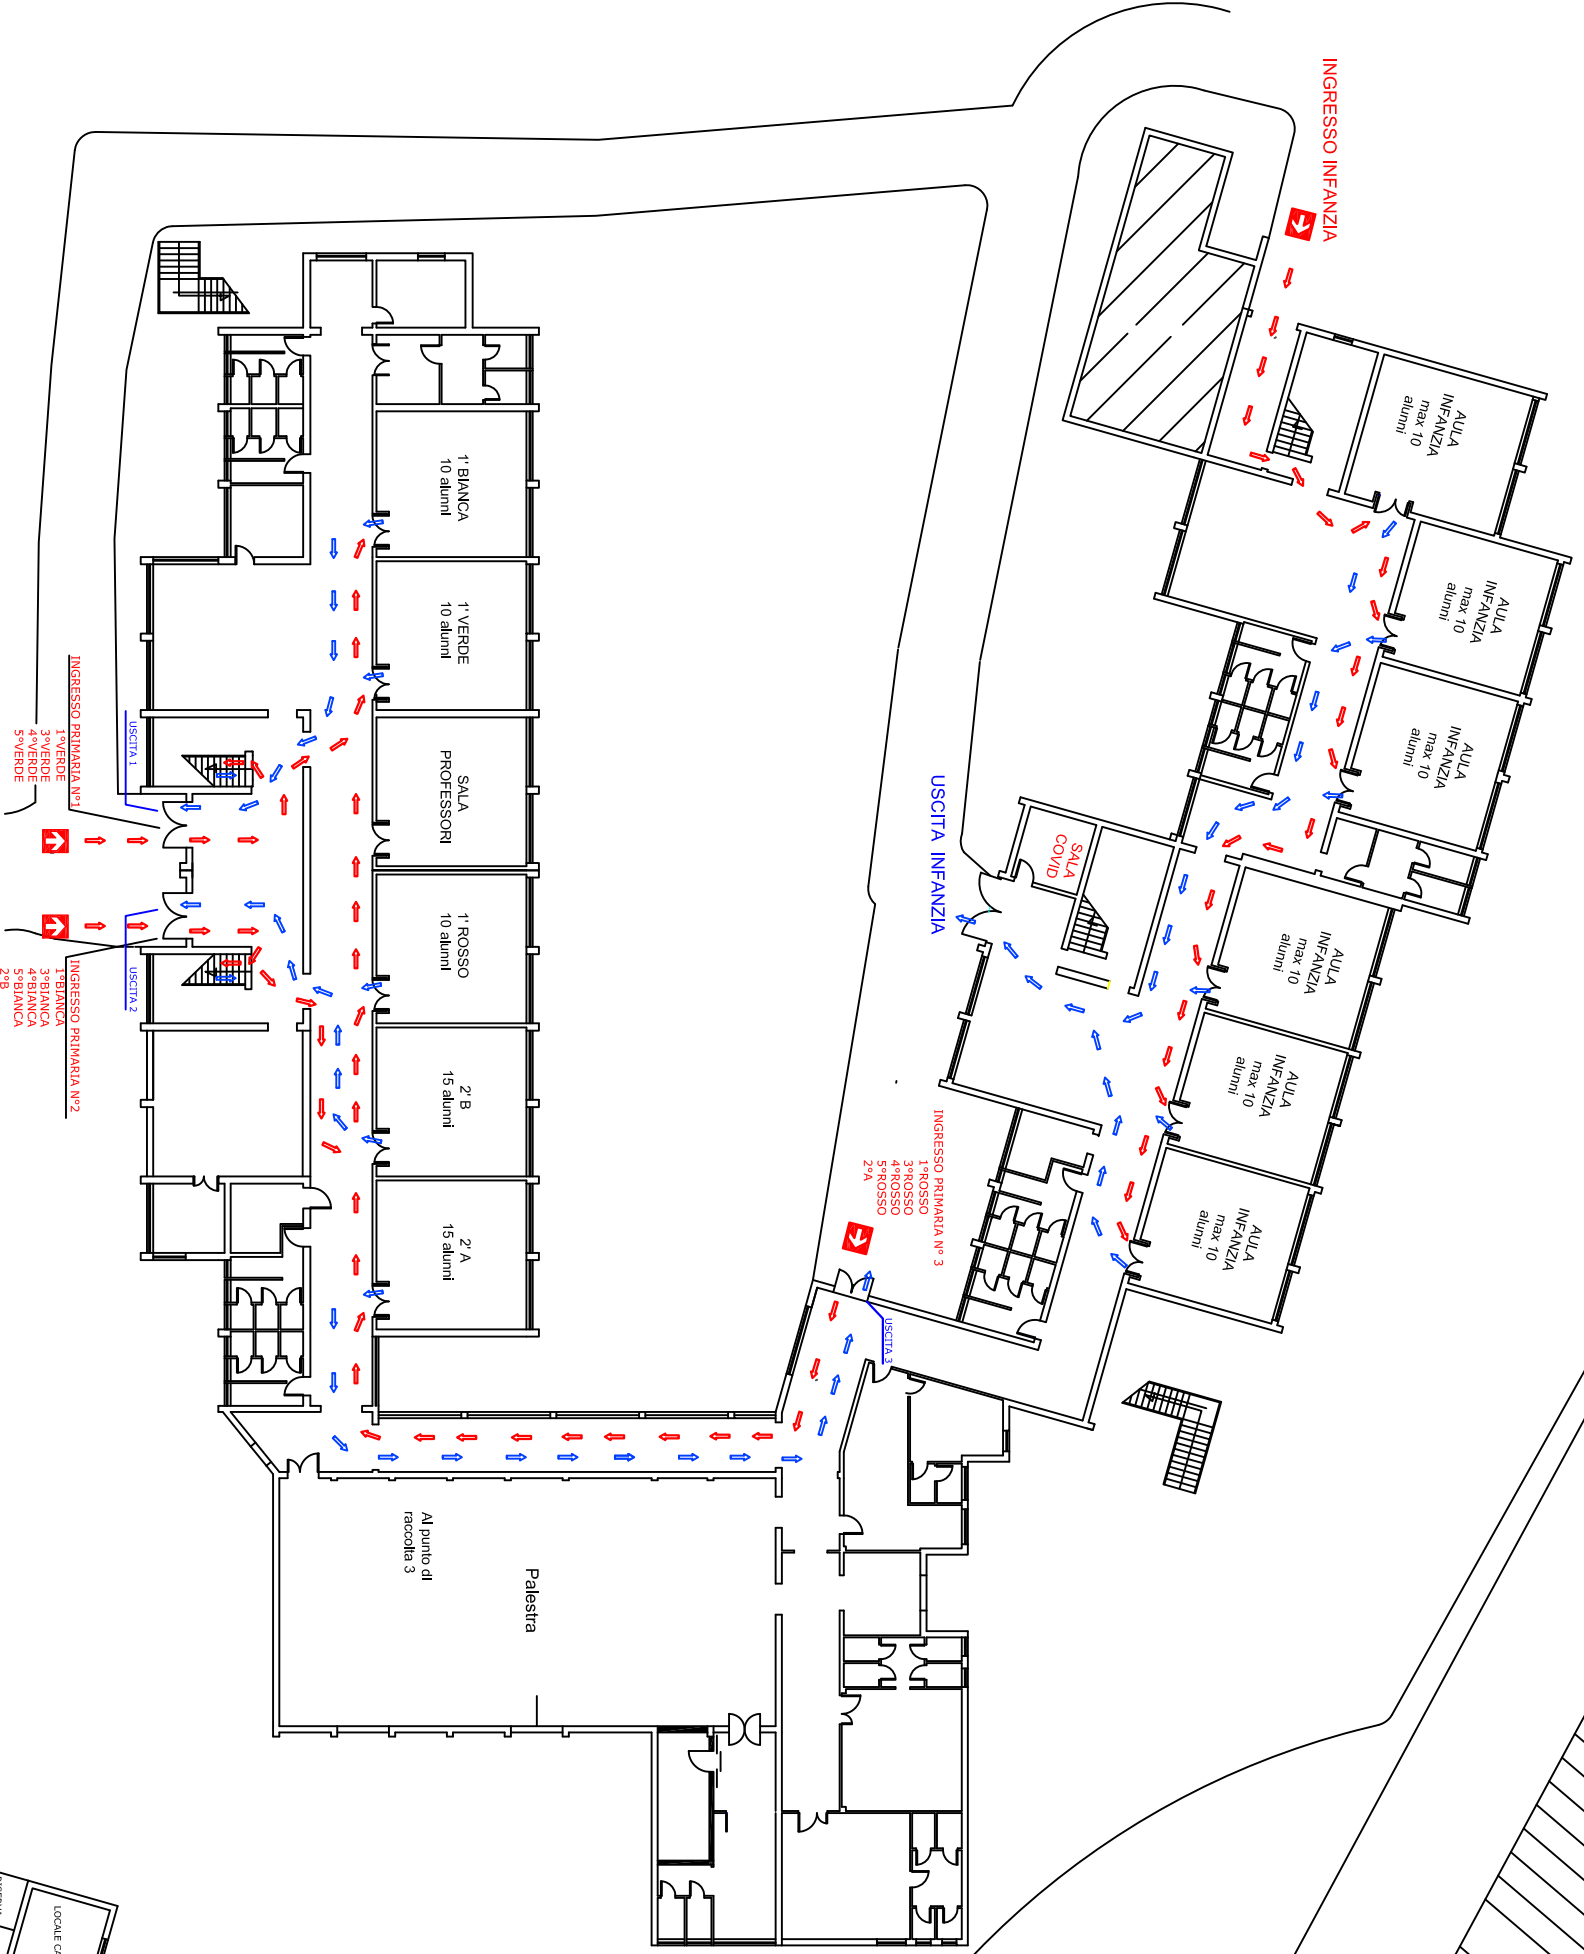 INGRESSO INFANZIA
AULA
INFANZIA
max 10
alunni
AULA
INFANZIA
max 10
alunni
AULA
INFANZIA
max 10
alunni
AULA
INFANZIA
max 10
alunni
AULA
INFANZIA
max 10
alunni
AULA
INFANZIA
max 10
alunni
SALA
COVID
USCITA INFANZIA
INGRESSO PRIMARIA N° 3
1°ROSSO
3°ROSSO
4°ROSSO
5°ROSSO
2°A
USCITA 3
1' BIANCA
10 alunni
1' VERDE
10 alunni
SALA
PROFESSORI
1' ROSSO
10 alunni
2' B
15 alunni
2' A
15 alunni
USCITA 1
INGRESSO PRIMARIA N°1
1°VERDE
3°VERDE
4°VERDE
5°VERDE
USCITA 2
INGRESSO PRIMARIA N°2
1°BIANCA
3°BIANCA
4°BIANCA
5°BIANCA
2°B
Al punto di
raccolta 3
Palestra
LOCALE CA